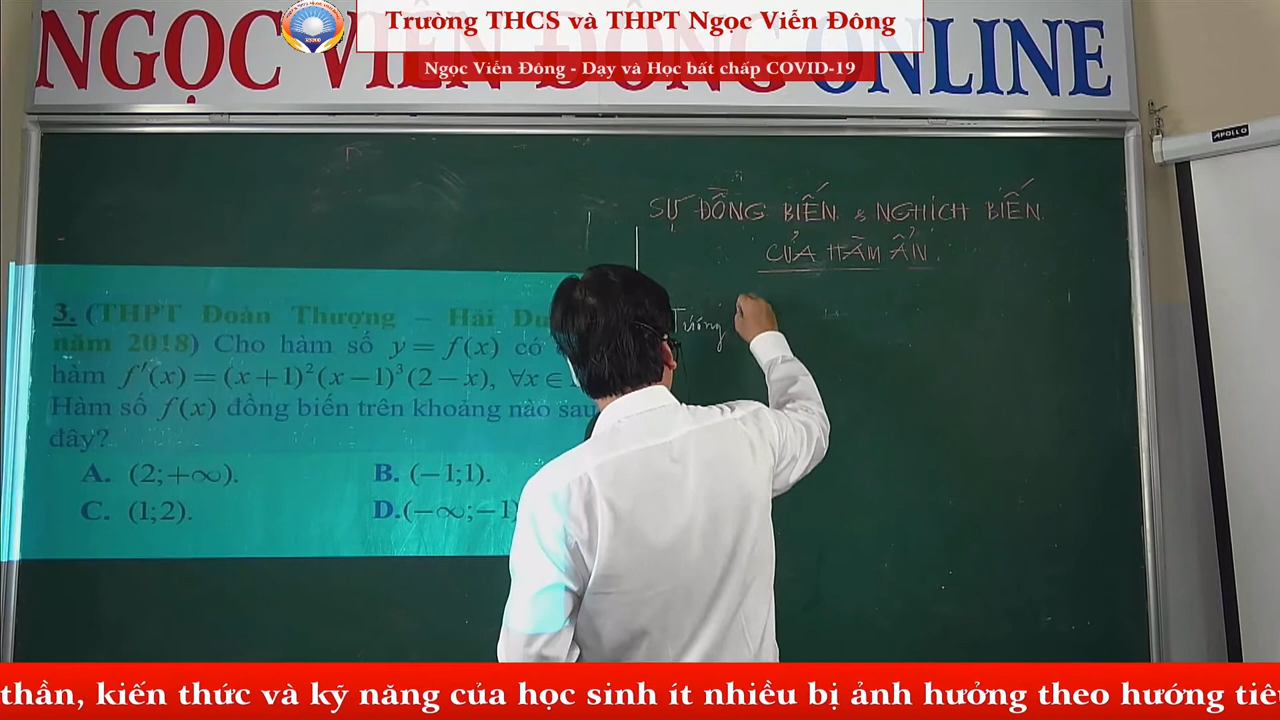 Trường THCS và THPT Ngọc Viễn Đông
NGỌC VIỄN ĐÔNG ONLINE
Ngọc Viễn Đông - Dạy và Học bất chấp COVID-19
APOLLO
SỰ ĐỒNG BIẾN & NGHỊCH BIẾN
CỦA HÀM ẨN
3. (THPT Đoàn Thượng – Hải
năm 2018) Cho hàm số y = f(x) có
hàm f'(x) = (x+1)²(x−1)³(2−x), ∀x ∈
Hàm số f(x) đồng biến trên khoảng nào sau
đây?
A. (2;+∞). B. (−1;1).
C. (1;2). D.(−∞;−1)
thần, kiến thức và kỹ năng của học sinh ít nhiều bị ảnh hưởng theo hướng